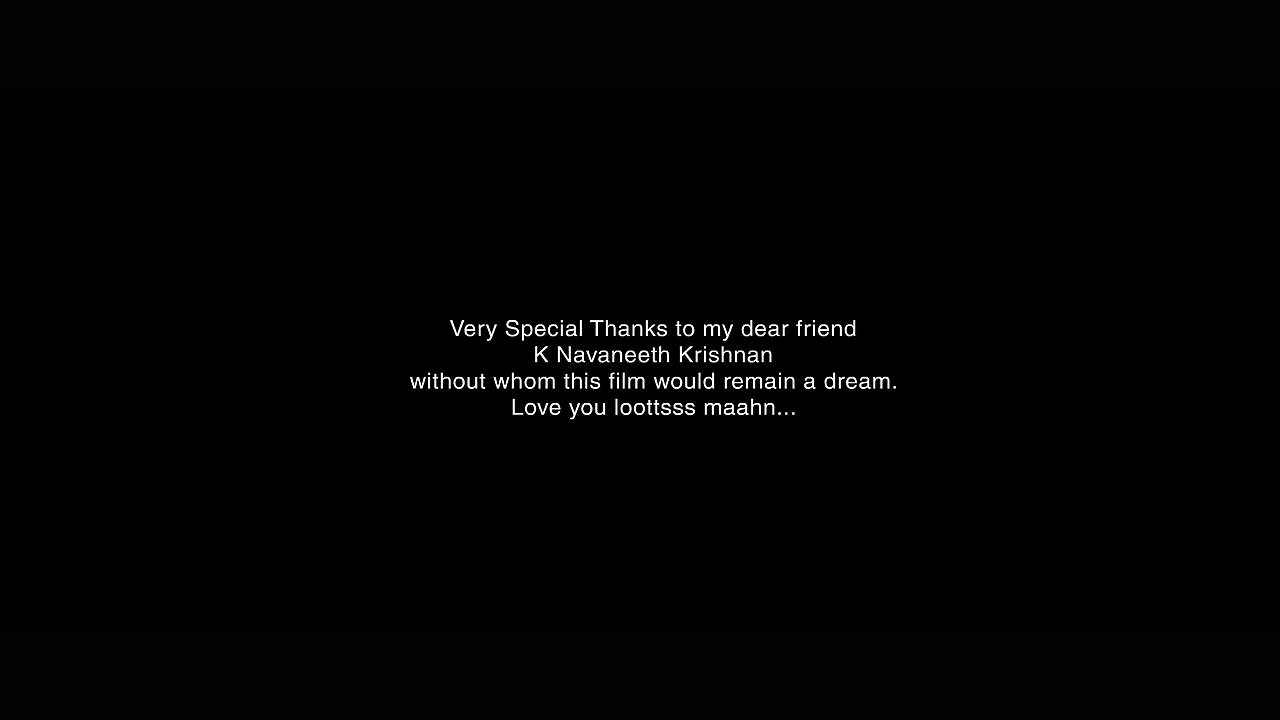 Very Special Thanks to my dear friend
K Navaneeth Krishnan
without whom this film would remain a dream.
Love you loottsss maahn...